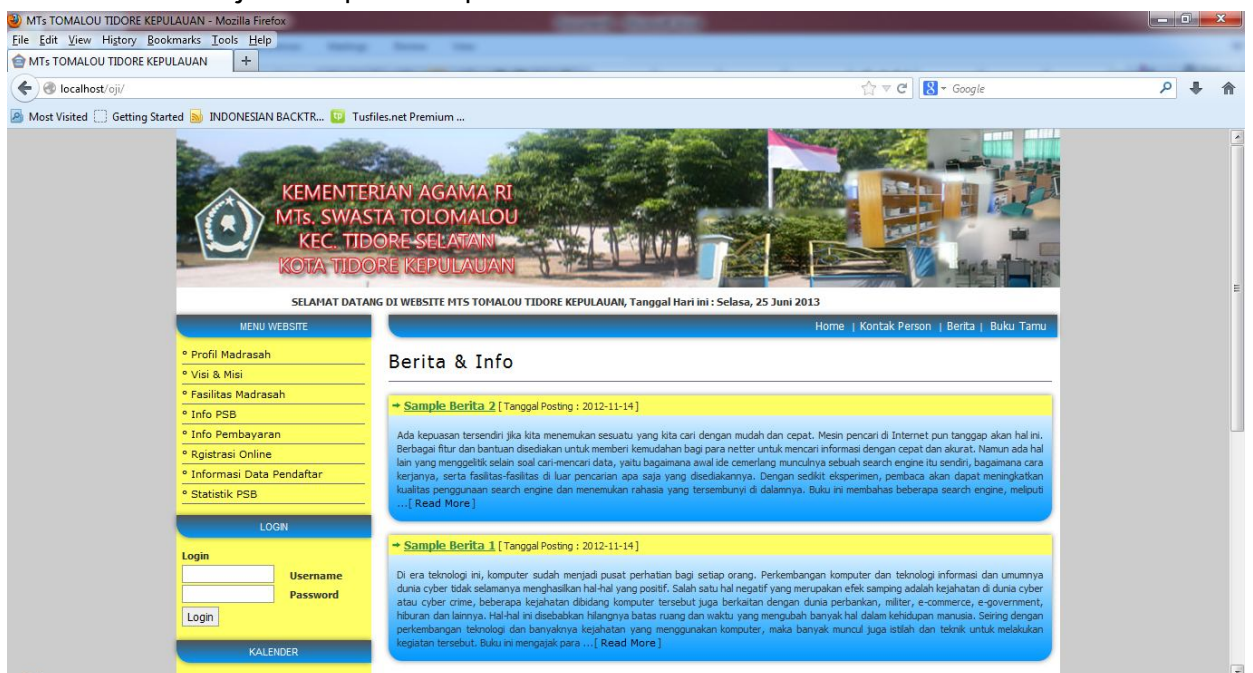 MTs TOMALOU TIDORE KEPULAUAN - Mozilla Firefox
File Edit View History Bookmarks Tools Help
MTs TOMALOU TIDORE KEPULAUAN
localhost/oji/
Google
Most Visited Getting Started INDONESIAN BACKTR... Tusfiles.net Premium ...
KEMENTERIAN AGAMA RI
MTs. SWASTA TOLOMALOU
KEC. TIDORE SELATAN
KOTA TIDORE KEPULAUAN
SELAMAT DATANG DI WEBSITE MTS TOMALOU TIDORE KEPULAUAN, Tanggal Hari ini : Selasa, 25 Juni 2013
MENU WEBSITE
Home | Kontak Person | Berita | Buku Tamu
° Profil Madrasah
° Visi & Misi
° Fasilitas Madrasah
° Info PSB
° Info Pembayaran
° Rgistrasi Online
° Informasi Data Pendaftar
° Statistik PSB
LOGIN
Login
Username
Password
Login
KALENDER
Berita & Info
Sample Berita 2 [ Tanggal Posting : 2012-11-14 ]
Ada kepuasan tersendiri jika kita menemukan sesuatu yang kita cari dengan mudah dan cepat. Mesin pencari di Internet pun tanggap akan hal ini.
Berbagai fitur dan bantuan disediakan untuk memberi kemudahan bagi para netter untuk mencari informasi dengan cepat dan akurat. Namun ada hal
lain yang menggelitik selain soal cari-mencari data, yaitu bagaimana awal ide cemerlang munculnya sebuah search engine itu sendiri, bagaimana cara
kerjanya, serta fasilitas-fasilitas di luar pencarian apa saja yang disediakannya. Dengan sedikit eksperimen, pembaca akan dapat meningkatkan
kualitas penggunaan search engine dan menemukan rahasia yang tersembunyi di dalamnya. Buku ini membahas beberapa search engine, meliputi
...[ Read More ]
Sample Berita 1 [ Tanggal Posting : 2012-11-14 ]
Di era teknologi ini, komputer sudah menjadi pusat perhatian bagi setiap orang. Perkembangan komputer dan teknologi informasi dan umumnya
dunia cyber tidak selamanya menghasilkan hal-hal yang positif. Salah satu hal negatif yang merupakan efek samping adalah kejahatan di dunia cyber
atau cyber crime, beberapa kejahatan dibidang komputer tersebut juga berkaitan dengan dunia perbankan, militer, e-commerce, e-government,
hiburan dan lainnya. Hal-hal ini disebabkan hilangnya batas ruang dan waktu yang mengubah banyak hal dalam kehidupan manusia. Seiring dengan
perkembangan teknologi dan banyaknya kejahatan yang menggunakan komputer, maka banyak muncul juga istilah dan teknik untuk melakukan
kegiatan tersebut. Buku ini mengajak para ...[ Read More ]